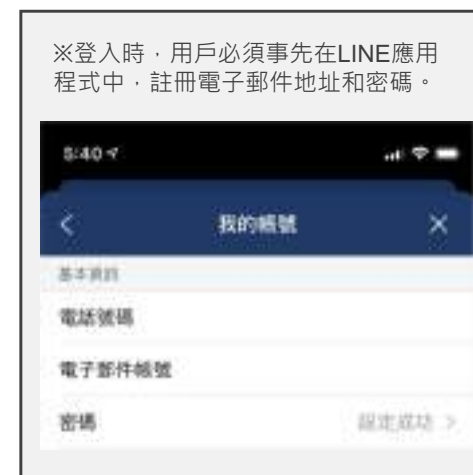 ※登入時，用戶必須事先在LINE應用
程式中，註冊電子郵件地址和密碼。
5:40
我的帳號
基本資訊
電話號碼
電子郵件帳號
密碼
設定成功 >